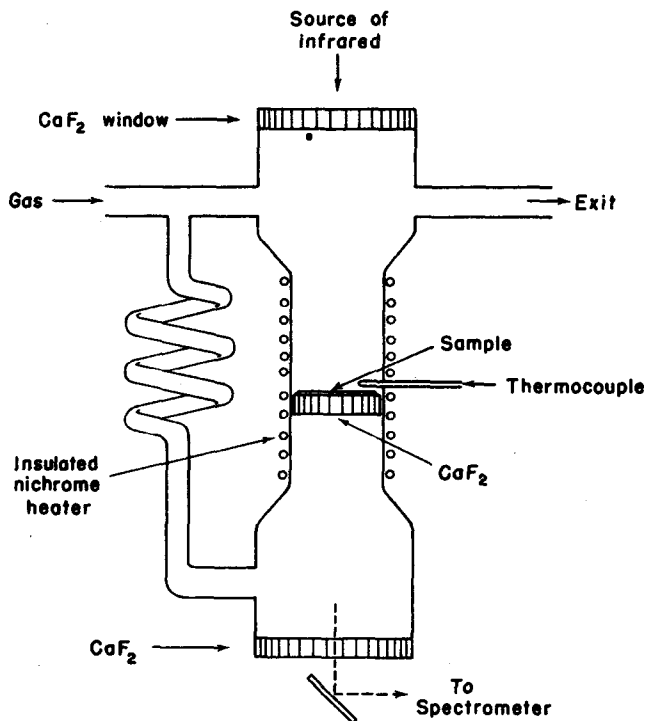 Source of
infrared
CaF₂ window
Gas
Exit
Sample
Thermocouple
Insulated
nichrome
heater
CaF₂
CaF₂
To
Spectrometer